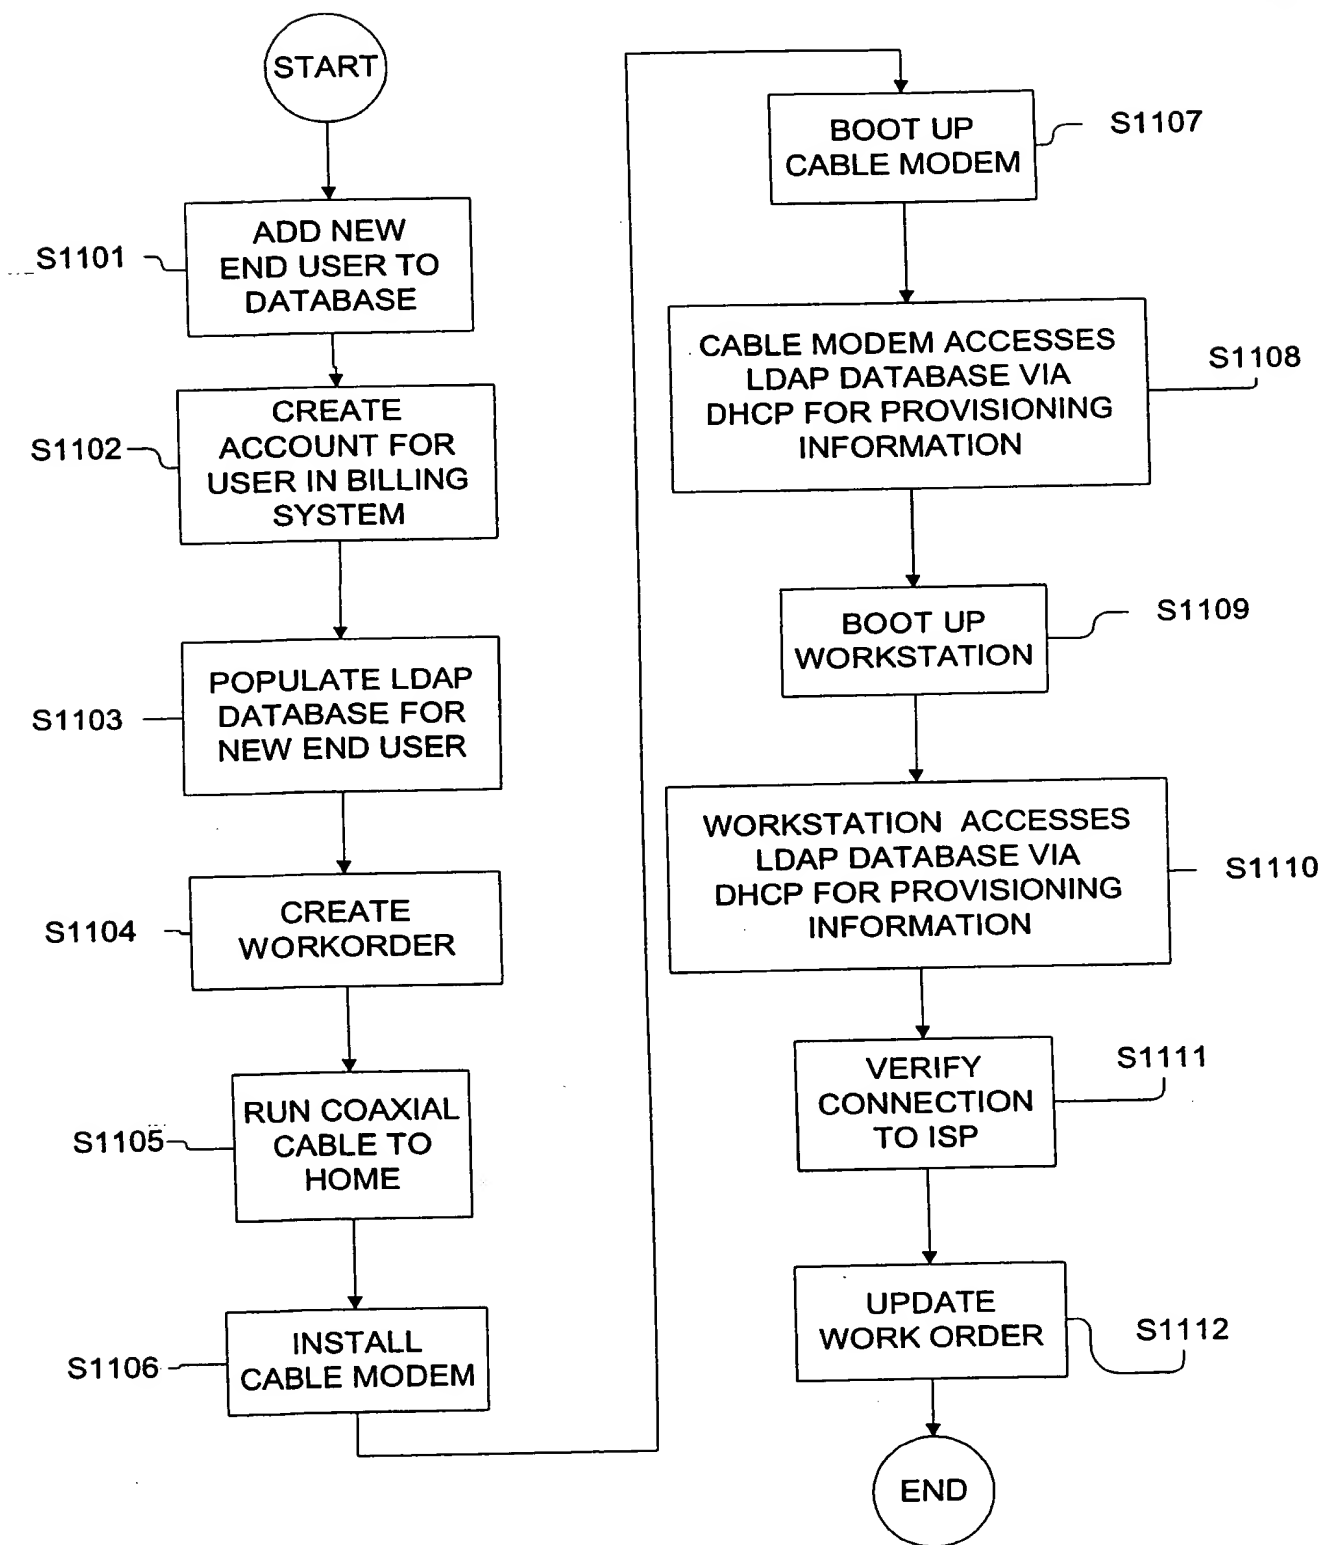 START
S1101
ADD NEW
END USER TO
DATABASE
S1102
CREATE
ACCOUNT FOR
USER IN BILLING
SYSTEM
S1103
POPULATE LDAP
DATABASE FOR
NEW END USER
S1104
CREATE
WORKORDER
S1105
RUN COAXIAL
CABLE TO
HOME
S1106
INSTALL
CABLE MODEM
BOOT UP
CABLE MODEM
S1107
CABLE MODEM ACCESSES
LDAP DATABASE VIA
DHCP FOR PROVISIONING
INFORMATION
S1108
BOOT UP
WORKSTATION
S1109
WORKSTATION ACCESSES
LDAP DATABASE VIA
DHCP FOR PROVISIONING
INFORMATION
S1110
VERIFY
CONNECTION
TO ISP
S1111
UPDATE
WORK ORDER
S1112
END